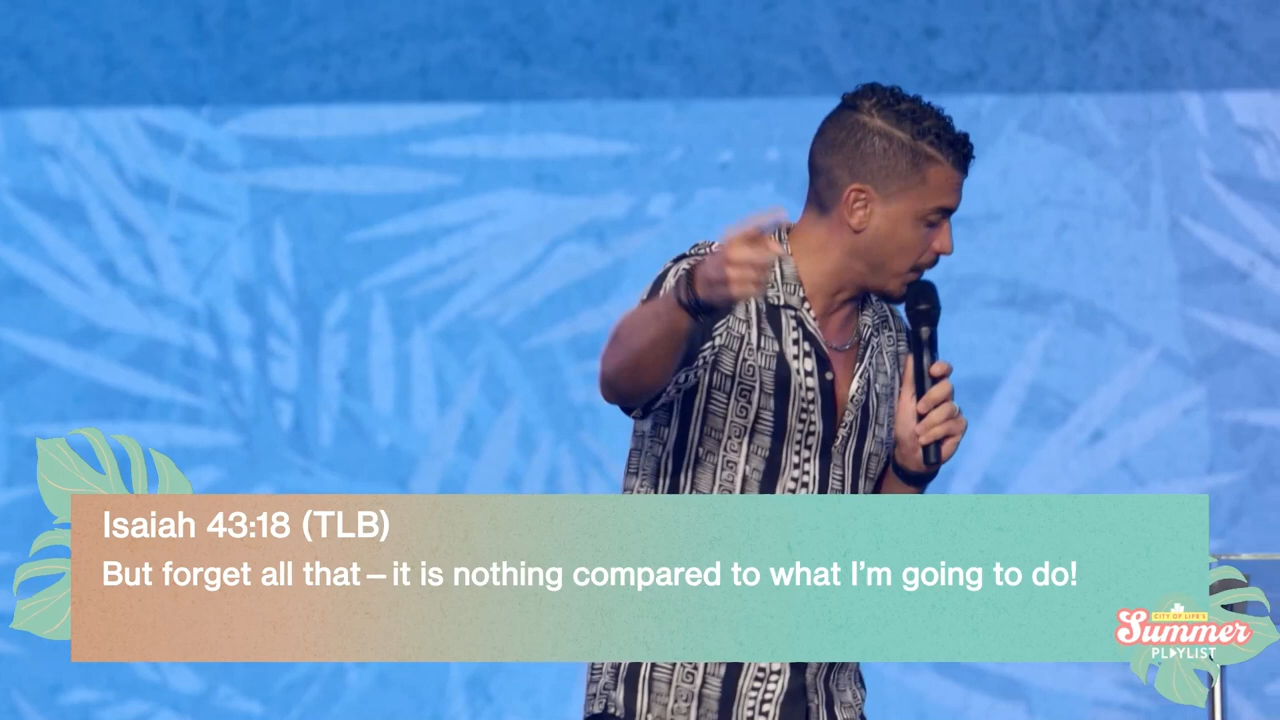 Isaiah 43:18 (TLB)
But forget all that – it is nothing compared to what I’m going to do!
CITY OF LIFE'S
Summer
PLAYLIST